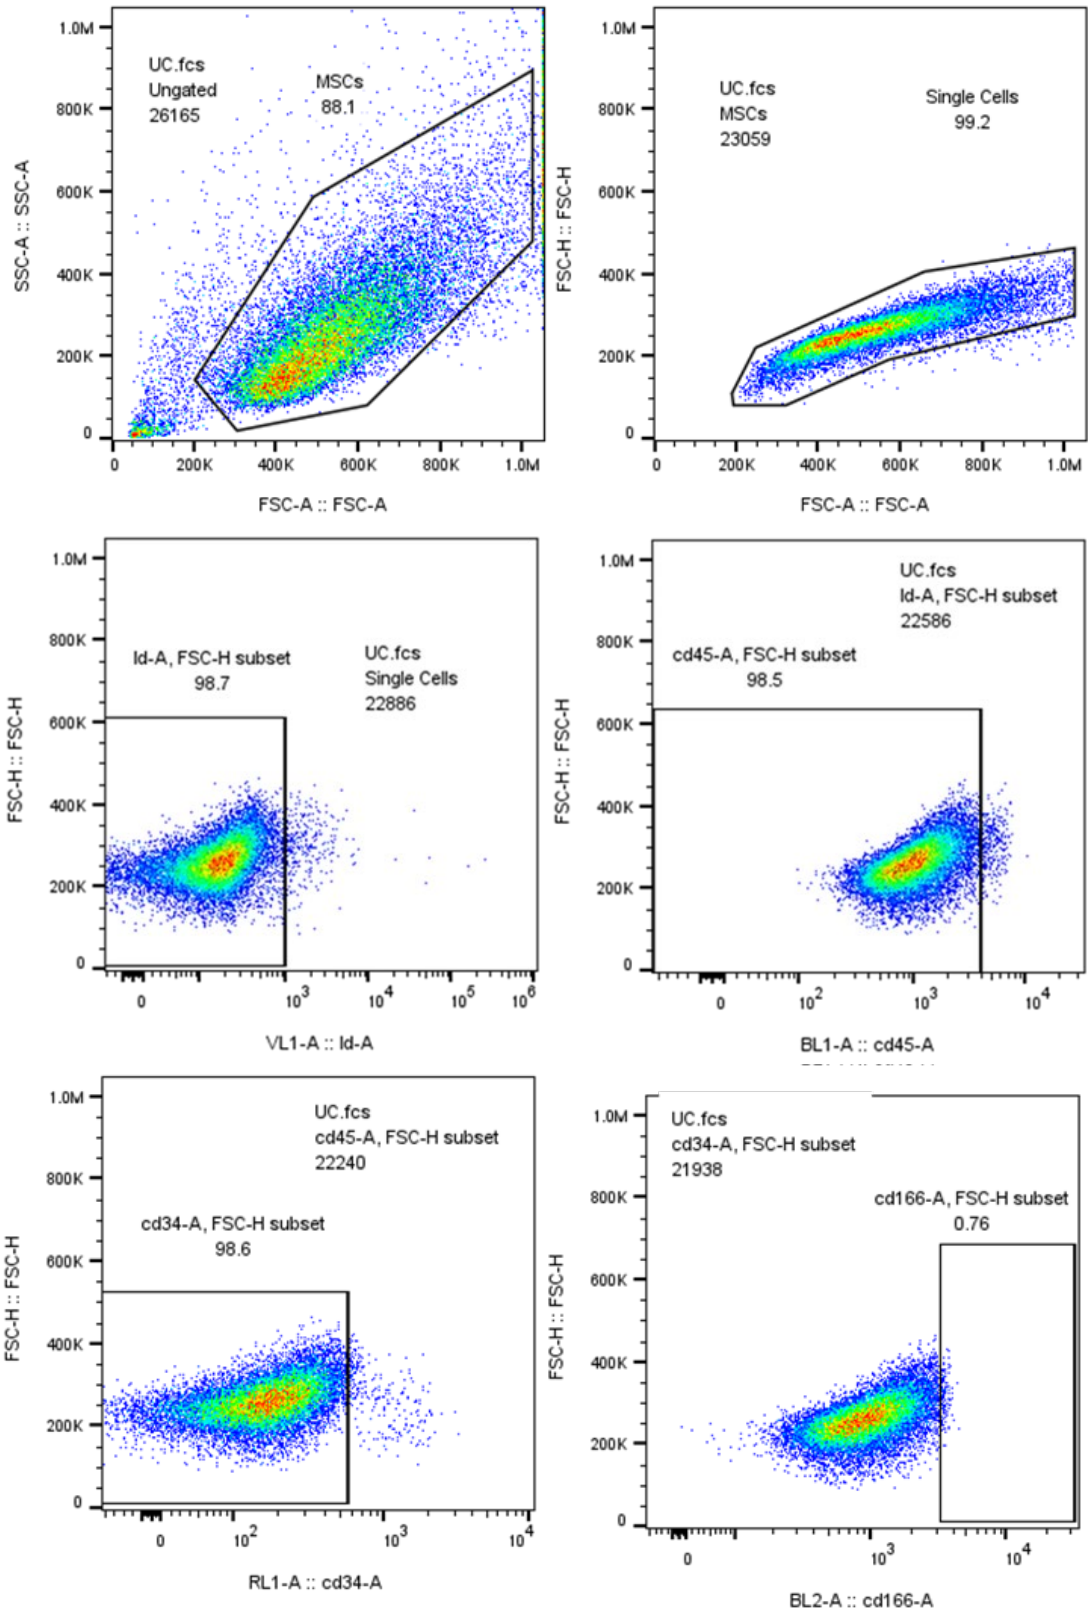 1.0M
800K
600K
400K
200K
0
SSC-A :: SSC-A
UC.fcs
Ungated
26165
MSCs
88.1
0 200K 400K 600K 800K 1.0M
FSC-A :: FSC-A
1.0M
800K
600K
400K
200K
0
FSC-H :: FSC-H
UC.fcs
MSCs
23059
Single Cells
99.2
0 200K 400K 600K 800K 1.0M
FSC-A :: FSC-A
1.0M
800K
600K
400K
200K
0
FSC-H :: FSC-H
ld-A, FSC-H subset
98.7
UC.fcs
Single Cells
22886
0 10^3 10^4 10^5 10^6
VL1-A :: ld-A
1.0M
800K
600K
400K
200K
0
FSC-H :: FSC-H
UC.fcs
ld-A, FSC-H subset
22586
cd45-A, FSC-H subset
98.5
0 10^2 10^3 10^4
BL1-A :: cd45-A
1.0M
800K
600K
400K
200K
0
FSC-H :: FSC-H
UC.fcs
cd45-A, FSC-H subset
22240
cd34-A, FSC-H subset
98.6
0 10^2 10^3 10^4
RL1-A :: cd34-A
1.0M
800K
600K
400K
200K
0
FSC-H :: FSC-H
UC.fcs
cd34-A, FSC-H subset
21938
cd166-A, FSC-H subset
0.76
0 10^3 10^4
BL2-A :: cd166-A